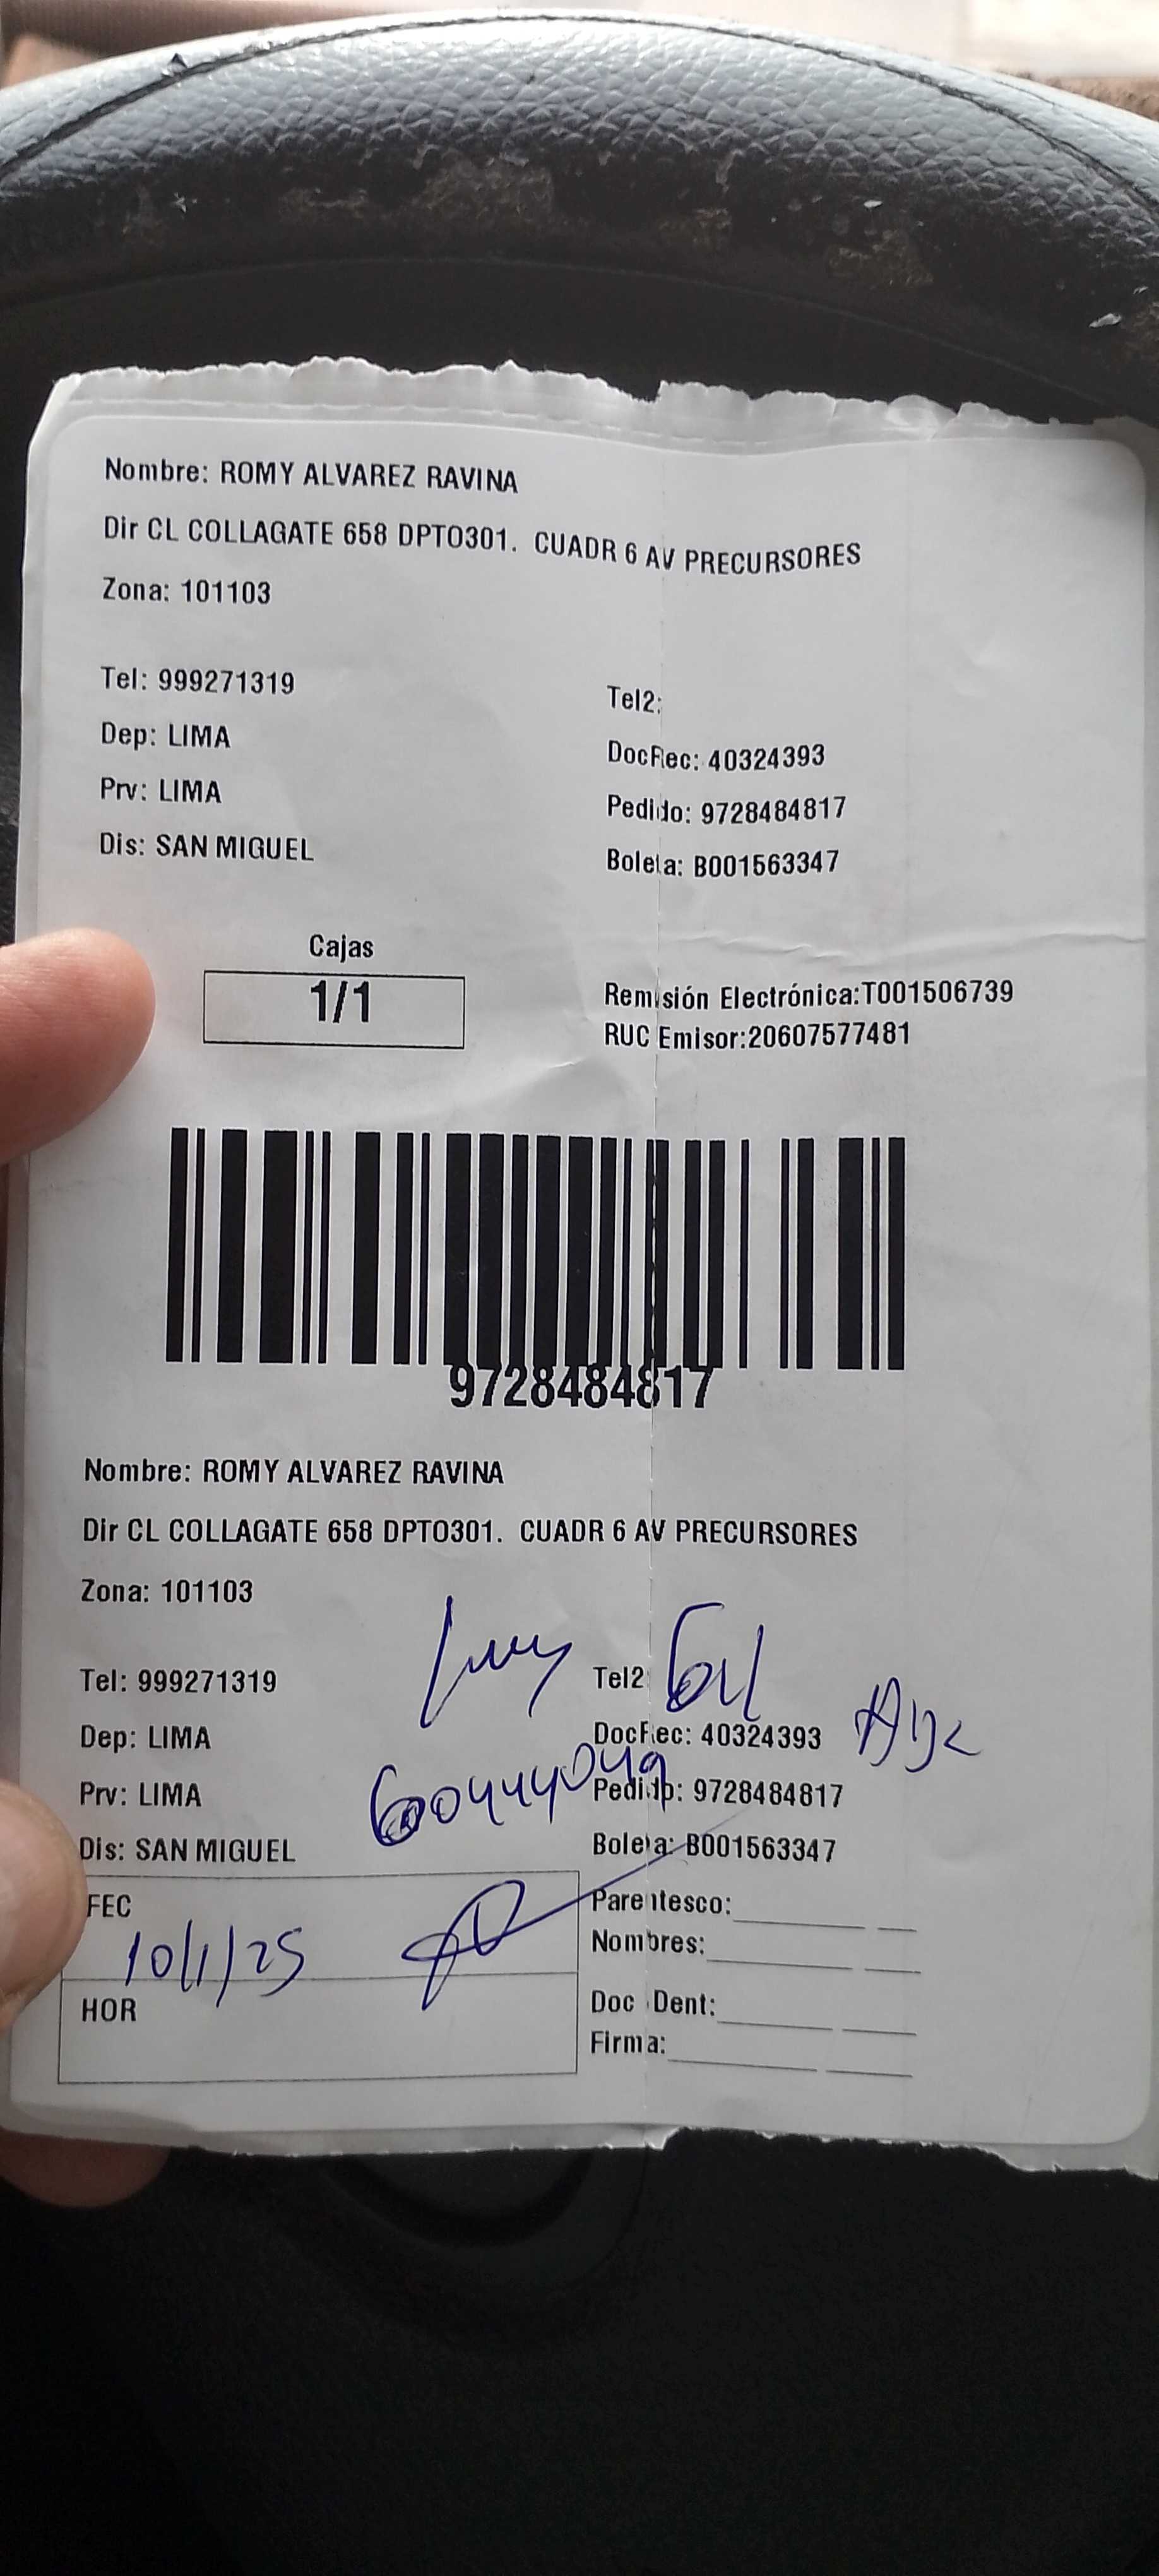 Nombre: ROMY ALVAREZ RAVINA
Dir CL COLLAGATE 658 DPTO301. CUADR 6 AV PRECURSORES
Zona: 101103
Tel: 999271319
Tel2:
Dep: LIMA
DocRec: 40324393
Prv: LIMA
Pedido: 9728484817
Dis: SAN MIGUEL
Boleta: B001563347
Cajas
1/1
Remisión Electrónica:T001506739
RUC Emisor:20607577481
9728484817
Nombre: ROMY ALVAREZ RAVINA
Dir CL COLLAGATE 658 DPTO301. CUADR 6 AV PRECURSORES
Zona: 101103
Tel: 999271319
Tel2
Dep: LIMA
DocRec: 40324393
Prv: LIMA
Pedido: 9728484817
Dis: SAN MIGUEL
Boleta: B001563347
FEC
10/1/25
HOR
Parentesco:
Nombres:
Doc Dent:
Firma: